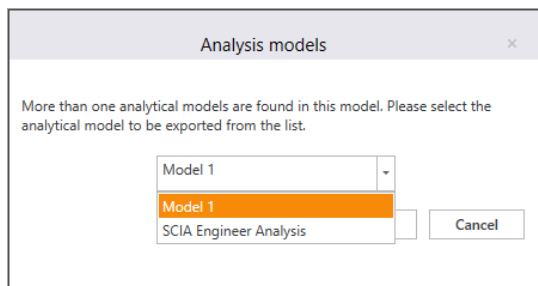 Analysis models
×
More than one analytical models are found in this model. Please select the
analytical model to be exported from the list.
Model 1
Model 1
SCIA Engineer Analysis
Cancel